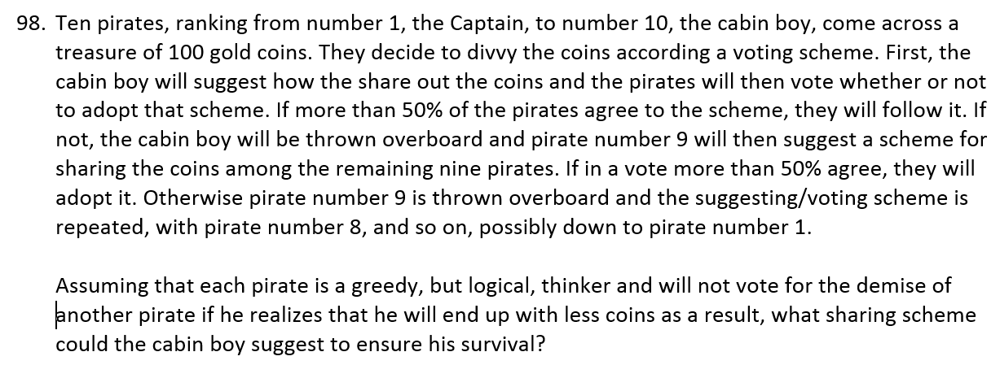 98. Ten pirates, ranking from number 1, the Captain, to number 10, the cabin boy, come across a
treasure of 100 gold coins. They decide to divvy the coins according a voting scheme. First, the
cabin boy will suggest how the share out the coins and the pirates will then vote whether or not
to adopt that scheme. If more than 50% of the pirates agree to the scheme, they will follow it. If
not, the cabin boy will be thrown overboard and pirate number 9 will then suggest a scheme for
sharing the coins among the remaining nine pirates. If in a vote more than 50% agree, they will
adopt it. Otherwise pirate number 9 is thrown overboard and the suggesting/voting scheme is
repeated, with pirate number 8, and so on, possibly down to pirate number 1.
Assuming that each pirate is a greedy, but logical, thinker and will not vote for the demise of
another pirate if he realizes that he will end up with less coins as a result, what sharing scheme
could the cabin boy suggest to ensure his survival?